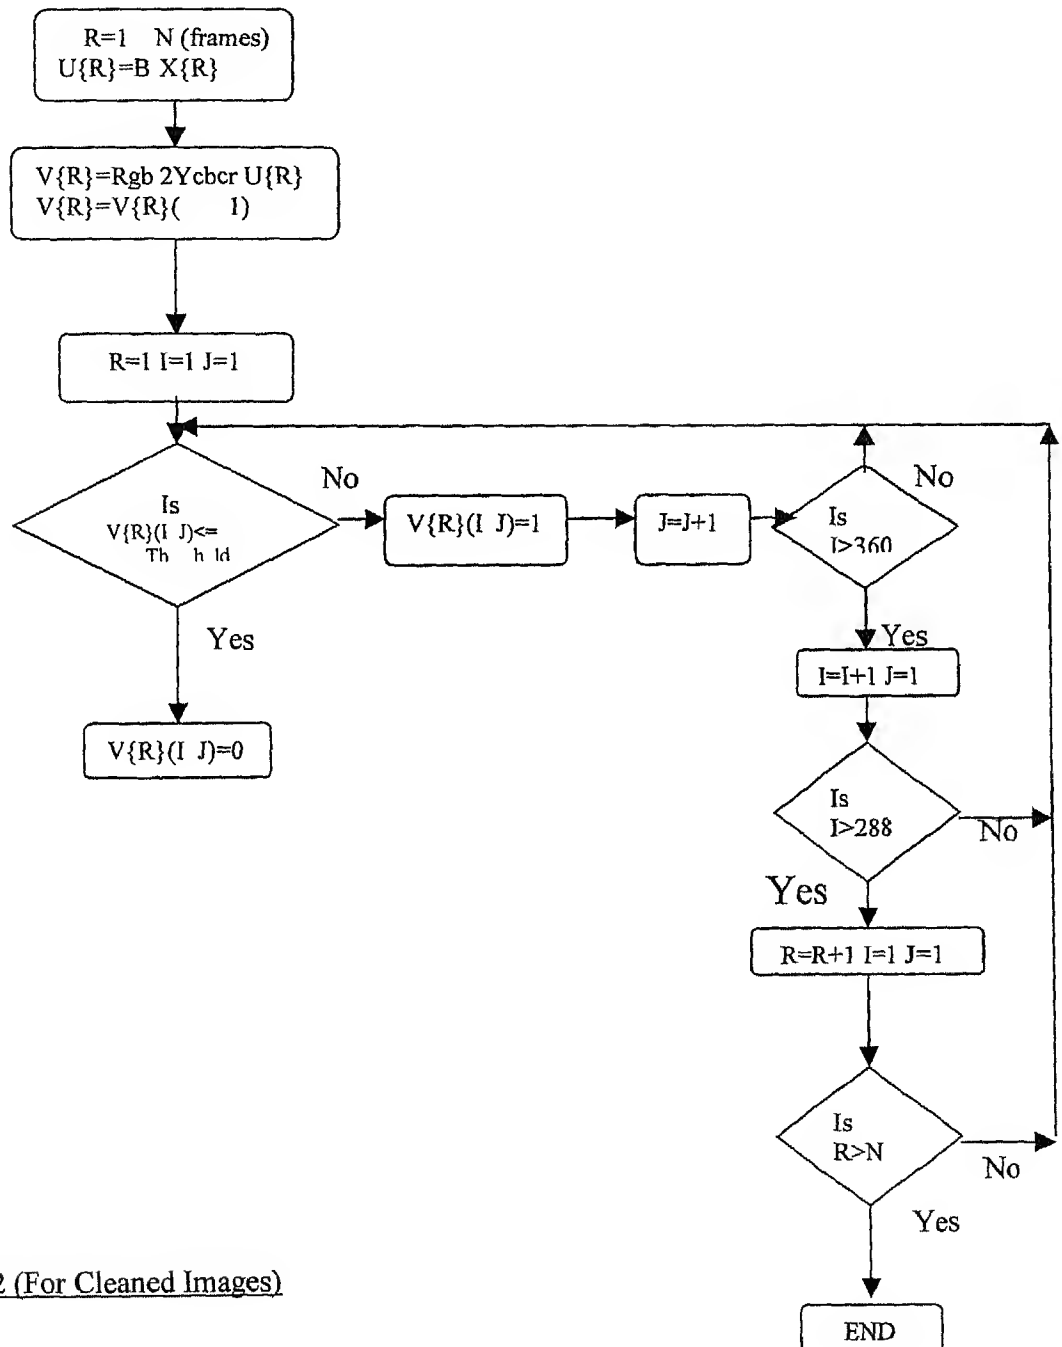 R=1 N (frames)
U{R}=B X{R}
V{R}=Rgb 2Ycbcr U{R}
V{R}=V{R}( 1)
R=1 I=1 J=1
Is
V{R}(I J)<=
No
V{R}(I J)=1
J=J+1
Is
No
Yes
V{R}(I J)=0
Yes
I=I+1 J=1
Is
I>288
No
Yes
R=R+1 I=1 J=1
Is
R>N
No
Yes
END
2 (For Cleaned Images)